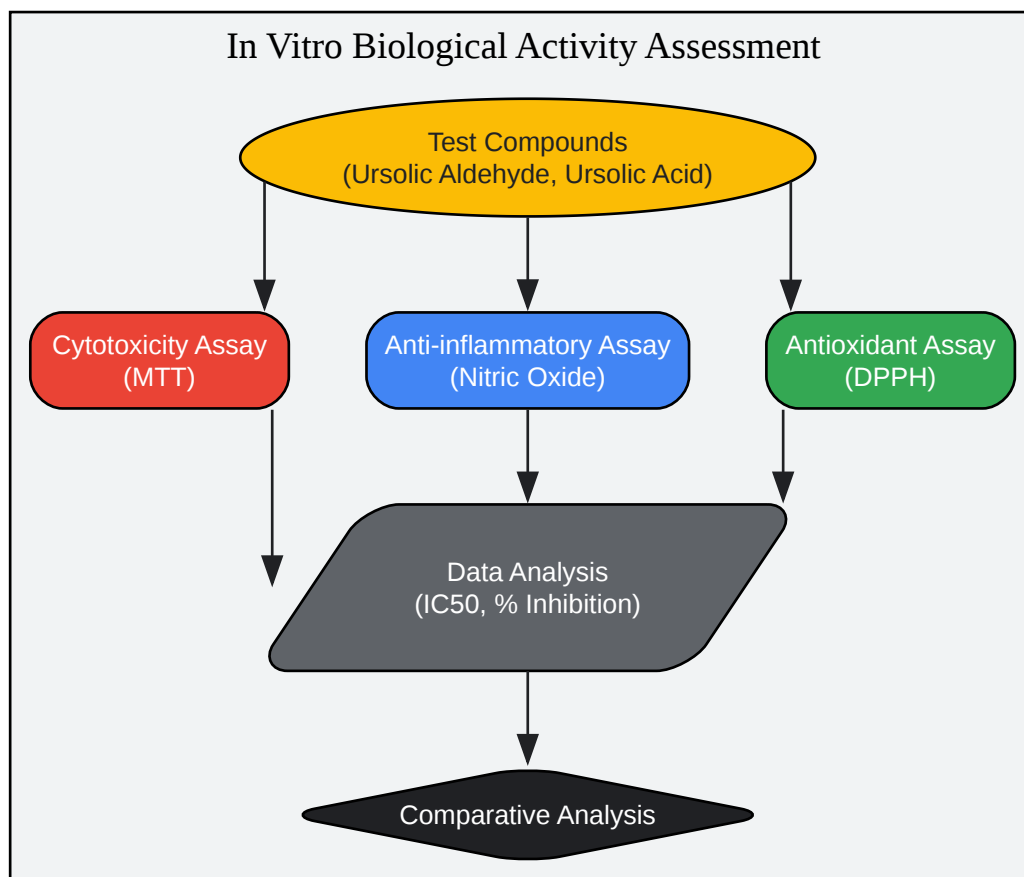 In Vitro Biological Activity Assessment
Test Compounds
(Ursolic Aldehyde, Ursolic Acid)
Cytotoxicity Assay
(MTT)
Anti-inflammatory Assay
(Nitric Oxide)
Antioxidant Assay
(DPPH)
Data Analysis
(IC50, % Inhibition)
Comparative Analysis